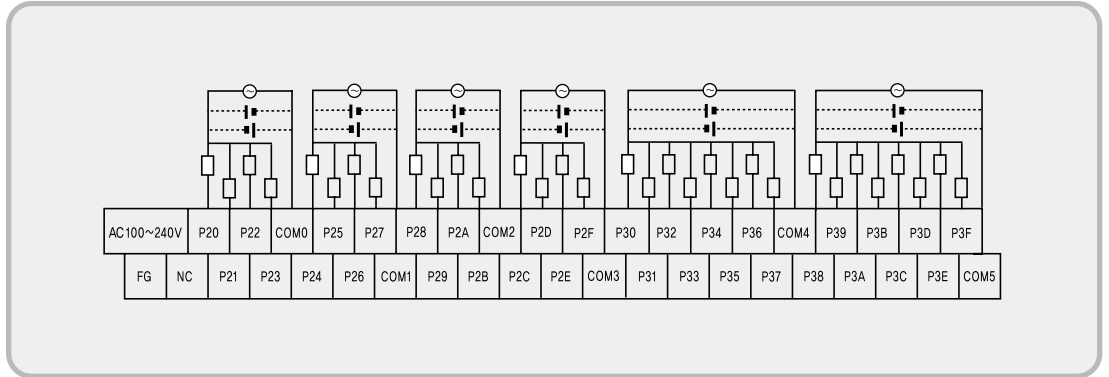 AC100~240V P20 P22 COM0 P25 P27 P28 P2A COM2 P2D P2F P30 P32 P34 P36 COM4 P39 P3B P3D P3F
FG NC P21 P23 P24 P26 COM1 P29 P2B P2C P2E COM3 P31 P33 P35 P37 P38 P3A P3C P3E COM5